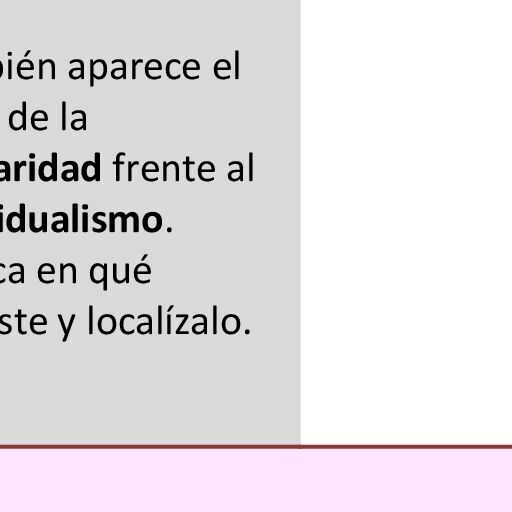 bién aparece el
de la
aridad frente al
idualismo.
ca en qué
ste y localízalo.